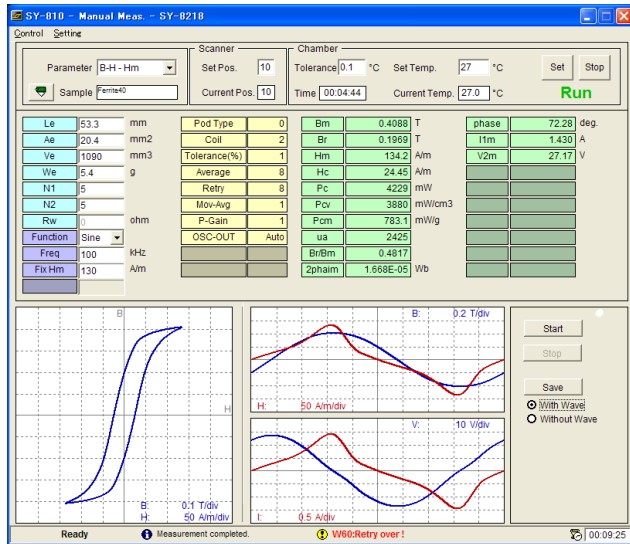 SY-810 - Manual Meas. - SY-8218
Control Setting
Scanner Chamber
Parameter B-H - Hm Set Pos. 10 Tolerance 0.1 °C Set Temp. 27 °C Set Stop
Sample Ferrite40 Current Pos. 10 Time 00:04:44 Current Temp. 27.0 °C Run
Le 53.3 mm Pod Type 0 Bm 0.4088 T phase 72.28 deg.
Ae 20.4 mm2 Coil 2 Br 0.1969 T I1m 1.430 A
Ve 1090 mm3 Tolerance(%) 1 Hm 134.2 A/m V2m 27.17 V
We 5.4 g Average 8 Hc 24.45 A/m
N1 5 Retry 8 Pc 4229 mW
N2 5 Mov-Avg 1 Pcv 3880 mW/cm3
Rw 0 ohm P-Gain 1 Pcm 783.1 mW/g
Function Sine OSC-OUT Auto ua 2425
Freq 100 kHz Br/Bm 0.4817
Fix Hm 130 A/m 2phaim 1.668E-05 Wb
B B: 0.2 T/div
Start
Stop
Save
With Wave
Without Wave
H
H: 50 A/m/div
V: 10 V/div
B: 0.1 T/div
H: 50 A/m/div
I: 0.5 A/div
Ready Measurement completed. W60:Retry over ! 00:09:25